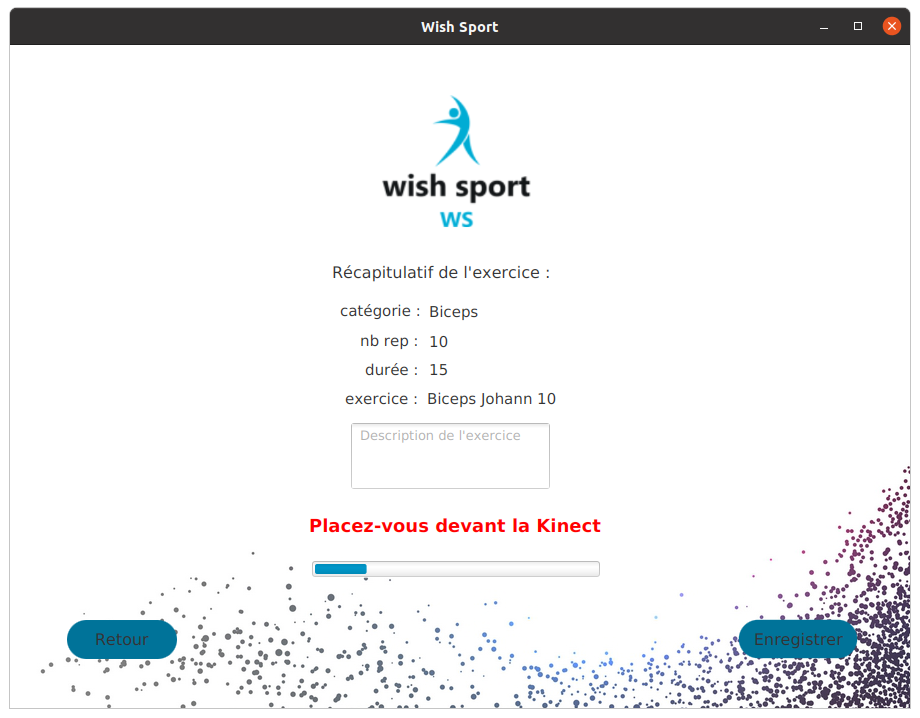 Wish Sport
wish sport
WS
Récapitulatif de l'exercice :
catégorie : Biceps
nb rep : 10
durée : 15
exercice : Biceps Johann 10
Description de l'exercice
Placez-vous devant la Kinect
Retour
Enregistrer